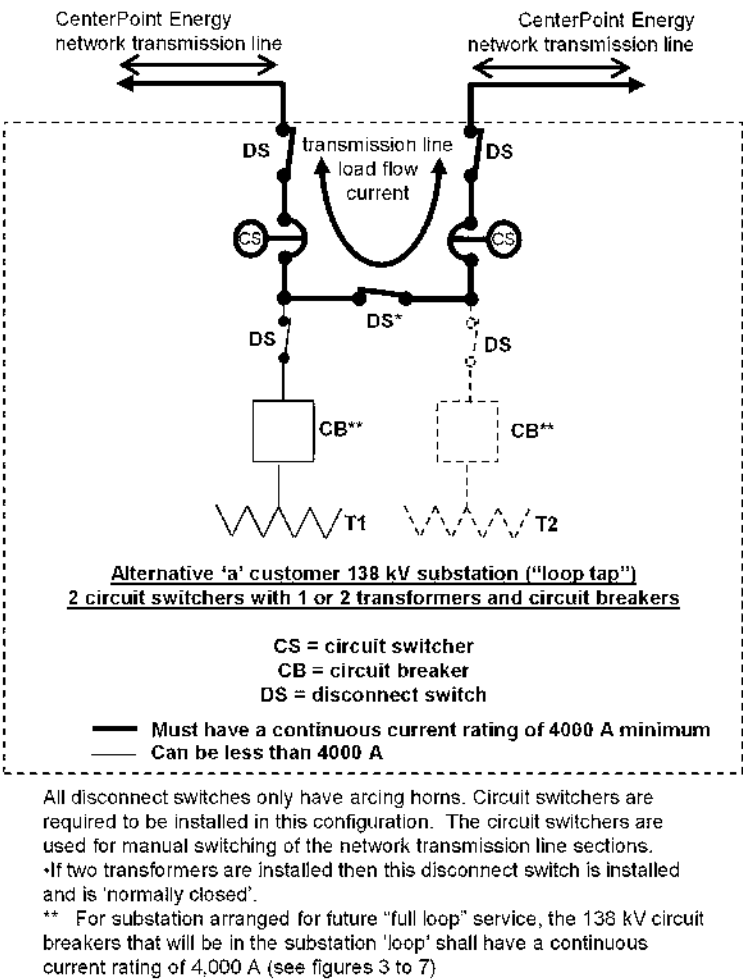 CenterPoint Energy
network transmission line
CenterPoint Energy
network transmission line
DS
transmission line
load flow
current
DS
CS
CS
DS*
DS
DS
CB**
CB**
T1
T2
Alternative 'a' customer 138 kV substation ("loop tap")
2 circuit switchers with 1 or 2 transformers and circuit breakers
CS = circuit switcher
CB = circuit breaker
DS = disconnect switch
Must have a continuous current rating of 4000 A minimum
Can be less than 4000 A
All disconnect switches only have arcing horns. Circuit switchers are
required to be installed in this configuration. The circuit switchers are
used for manual switching of the network transmission line sections.
*If two transformers are installed then this disconnect switch is installed
and is 'normally closed'.
** For substation arranged for future "full loop" service, the 138 kV circuit
breakers that will be in the substation 'loop' shall have a continuous
current rating of 4,000 A (see figures 3 to 7)